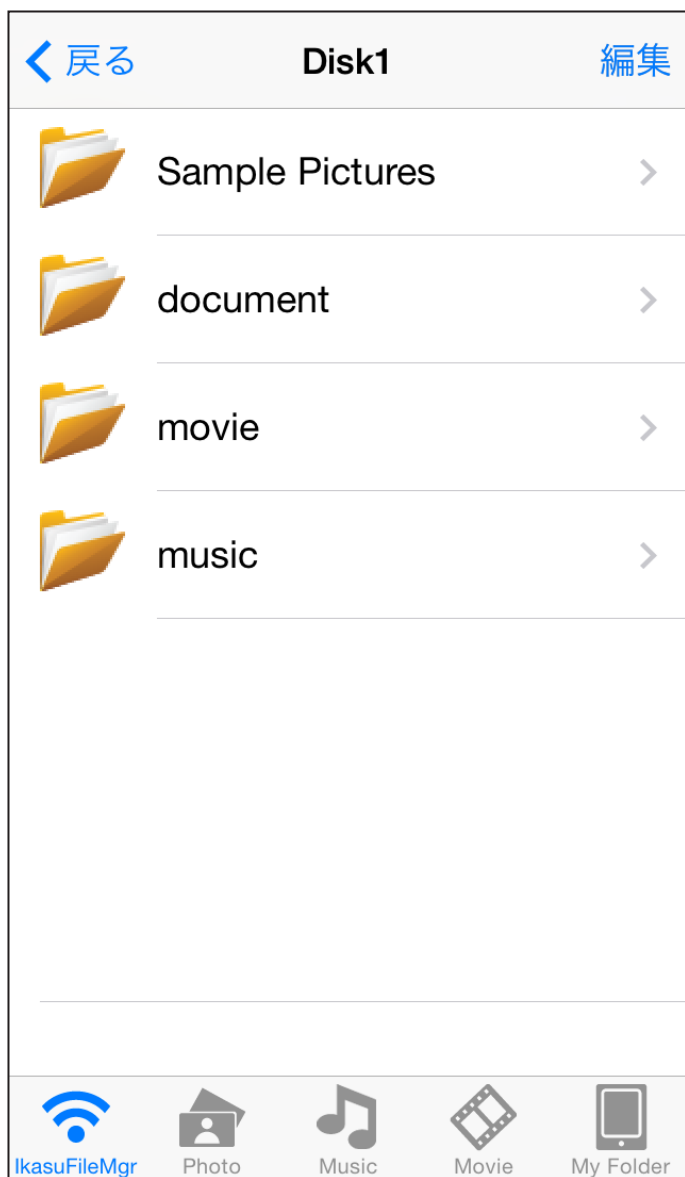 戻る Disk1 編集
Sample Pictures
document
movie
music
IkasuFileMgr Photo Music Movie My Folder